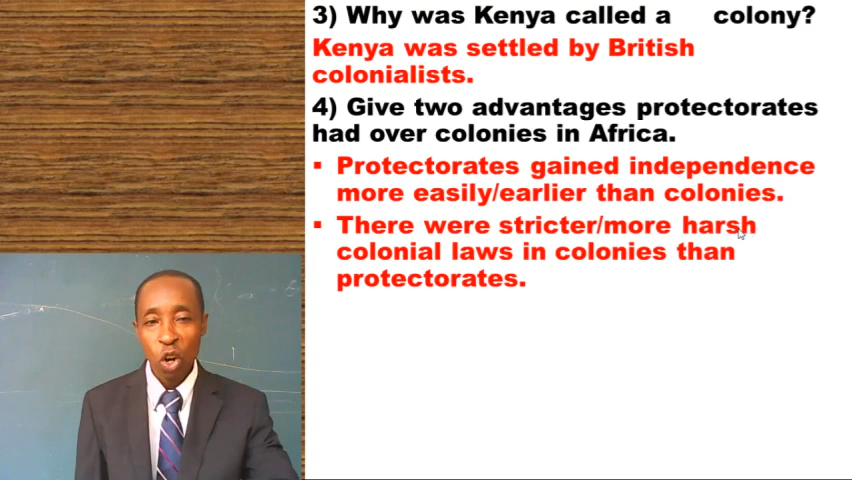 3) Why was Kenya called a colony?
Kenya was settled by British
colonialists.
4) Give two advantages protectorates
had over colonies in Africa.
▪ Protectorates gained independence
more easily/earlier than colonies.
▪ There were stricter/more harsh
colonial laws in colonies than
protectorates.